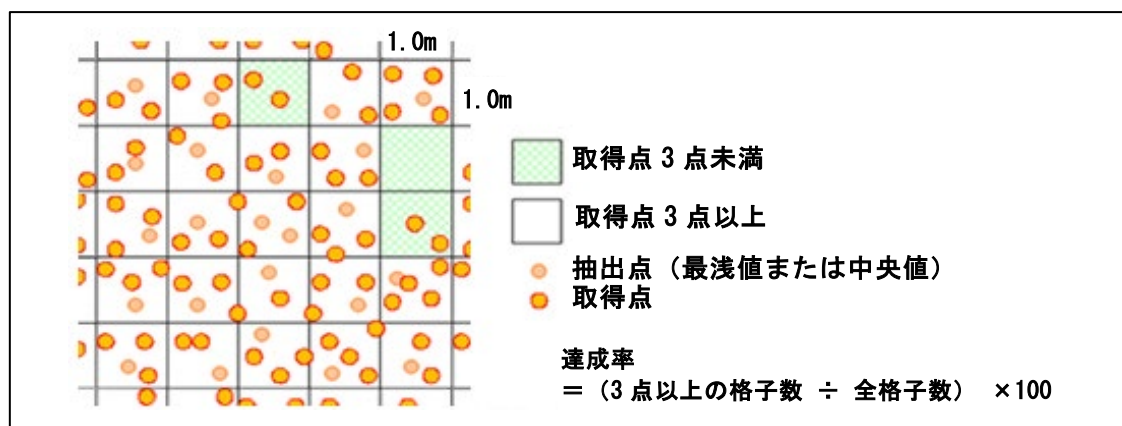 1.0m
1.0m
取得点 3 点未満
取得点 3 点以上
抽出点（最浅値または中央値）
取得点
達成率
＝（3 点以上の格子数 ÷ 全格子数） ×100